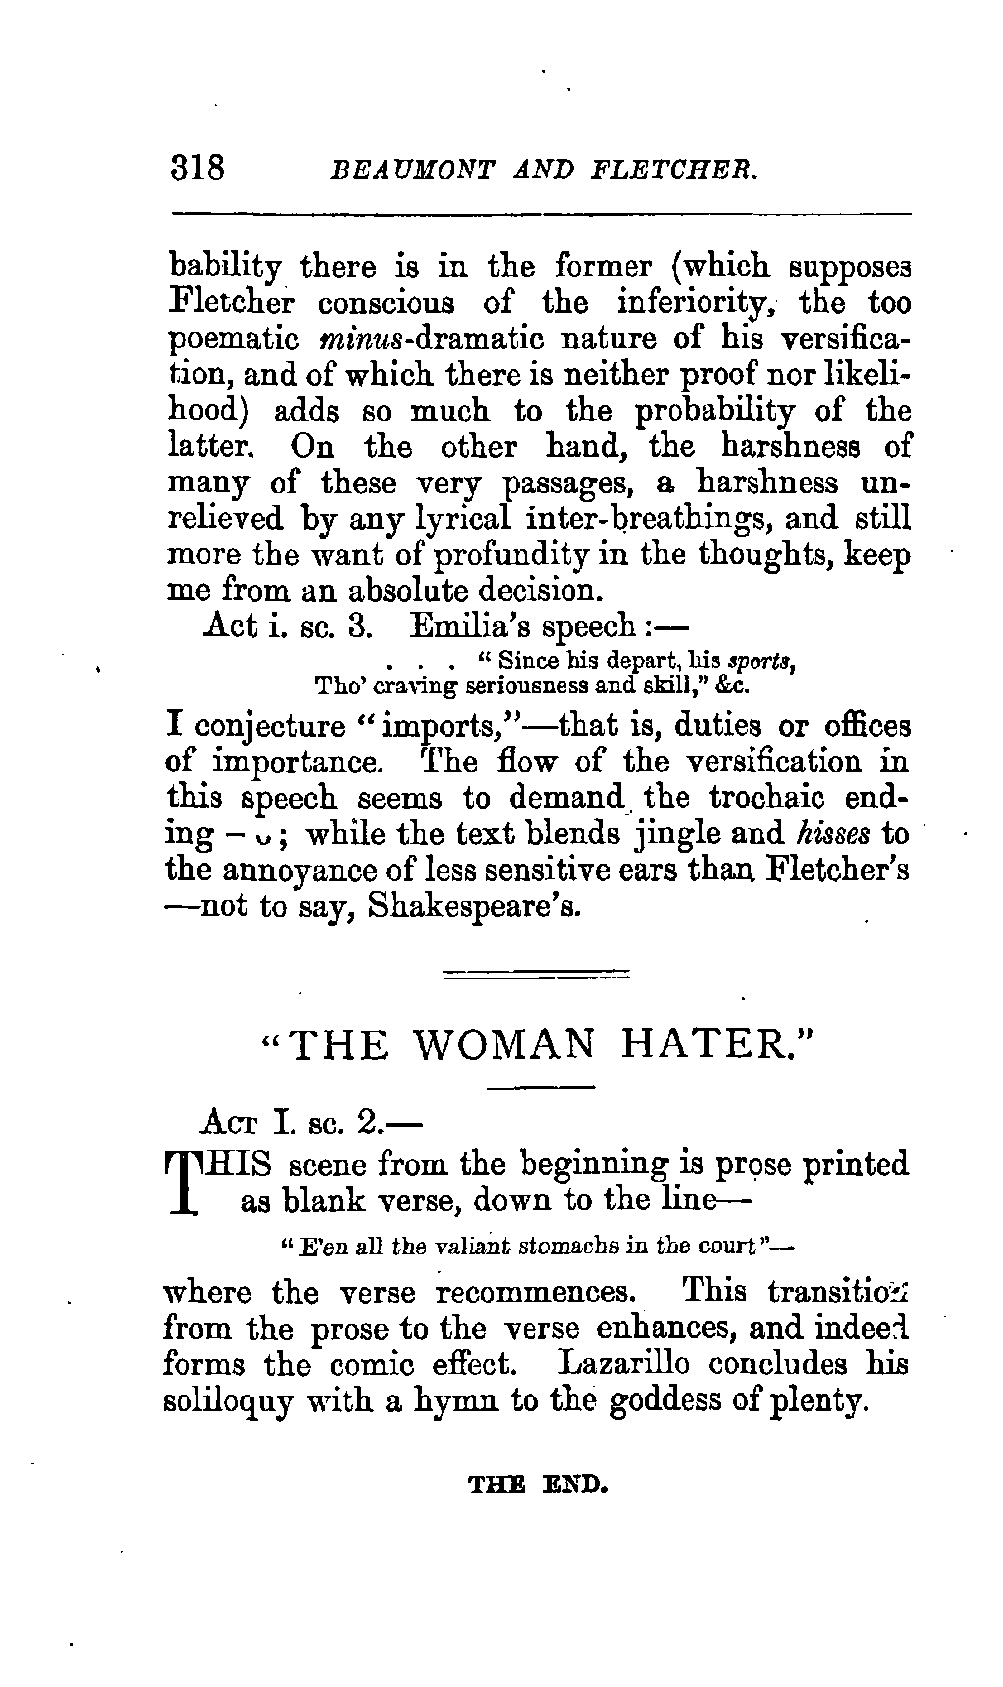 318 BEAUMONT AND FLETCHER.
bability there is in the former (which supposes
Fletcher conscious of the inferiority, the too
poematic minus-dramatic nature of his versifica-
tion, and of which there is neither proof nor likeli-
hood) adds so much to the probability of the
latter. On the other hand, the harshness of
many of these very passages, a harshness un-
relieved by any lyrical inter-breathings, and still
more the want of profundity in the thoughts, keep
me from an absolute decision.
Act i. sc. 3. Emilia's speech :—
. . . “ Since his depart, his sports,
Tho' craving seriousness and skill,” &c.
I conjecture “ imports,”—that is, duties or offices
of importance. The flow of the versification in
this speech seems to demand the trochaic end-
ing – ᴗ ; while the text blends jingle and hisses to
the annoyance of less sensitive ears than Fletcher's
—not to say, Shakespeare's.
“THE WOMAN HATER.”
ACT I. sc. 2.—
THIS scene from the beginning is prose printed
as blank verse, down to the line—
“ E'en all the valiant stomachs in the court”—
where the verse recommences. This transition
from the prose to the verse enhances, and indeed
forms the comic effect. Lazarillo concludes his
soliloquy with a hymn to the goddess of plenty.
THE END.